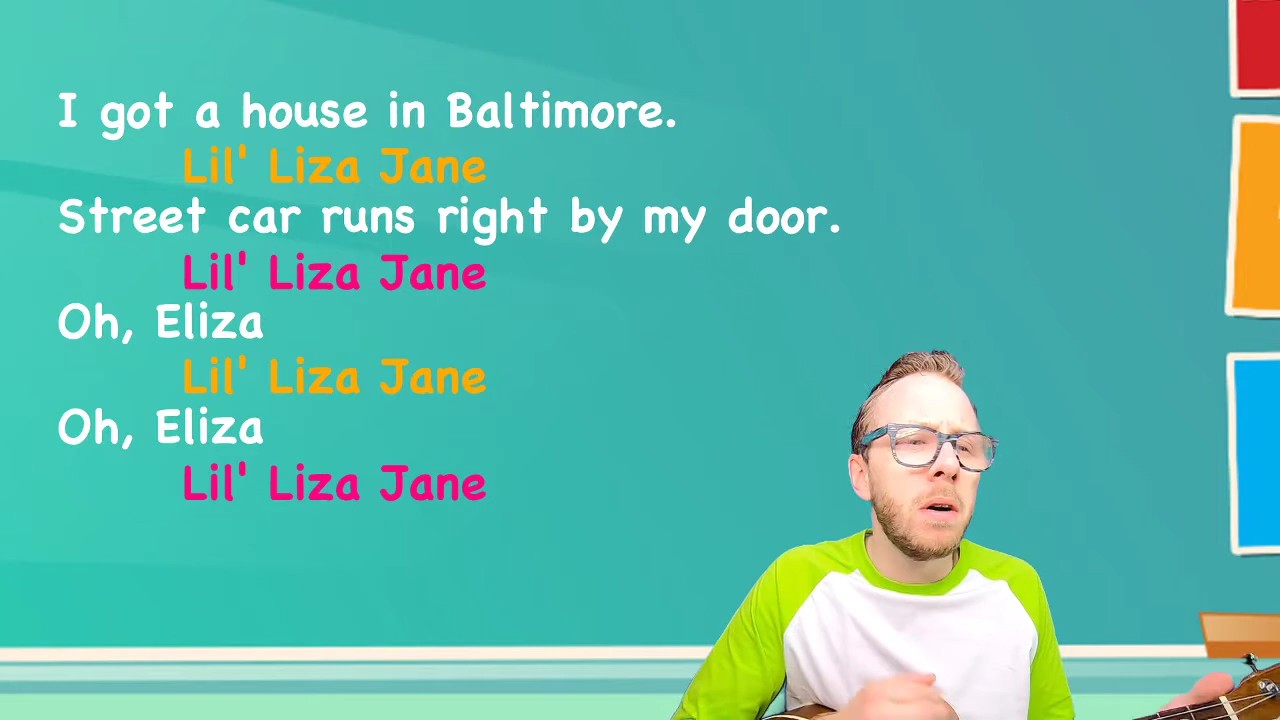 I got a house in Baltimore.
Lil' Liza Jane
Street car runs right by my door.
Lil' Liza Jane
Oh, Eliza
Lil' Liza Jane
Oh, Eliza
Lil' Liza Jane